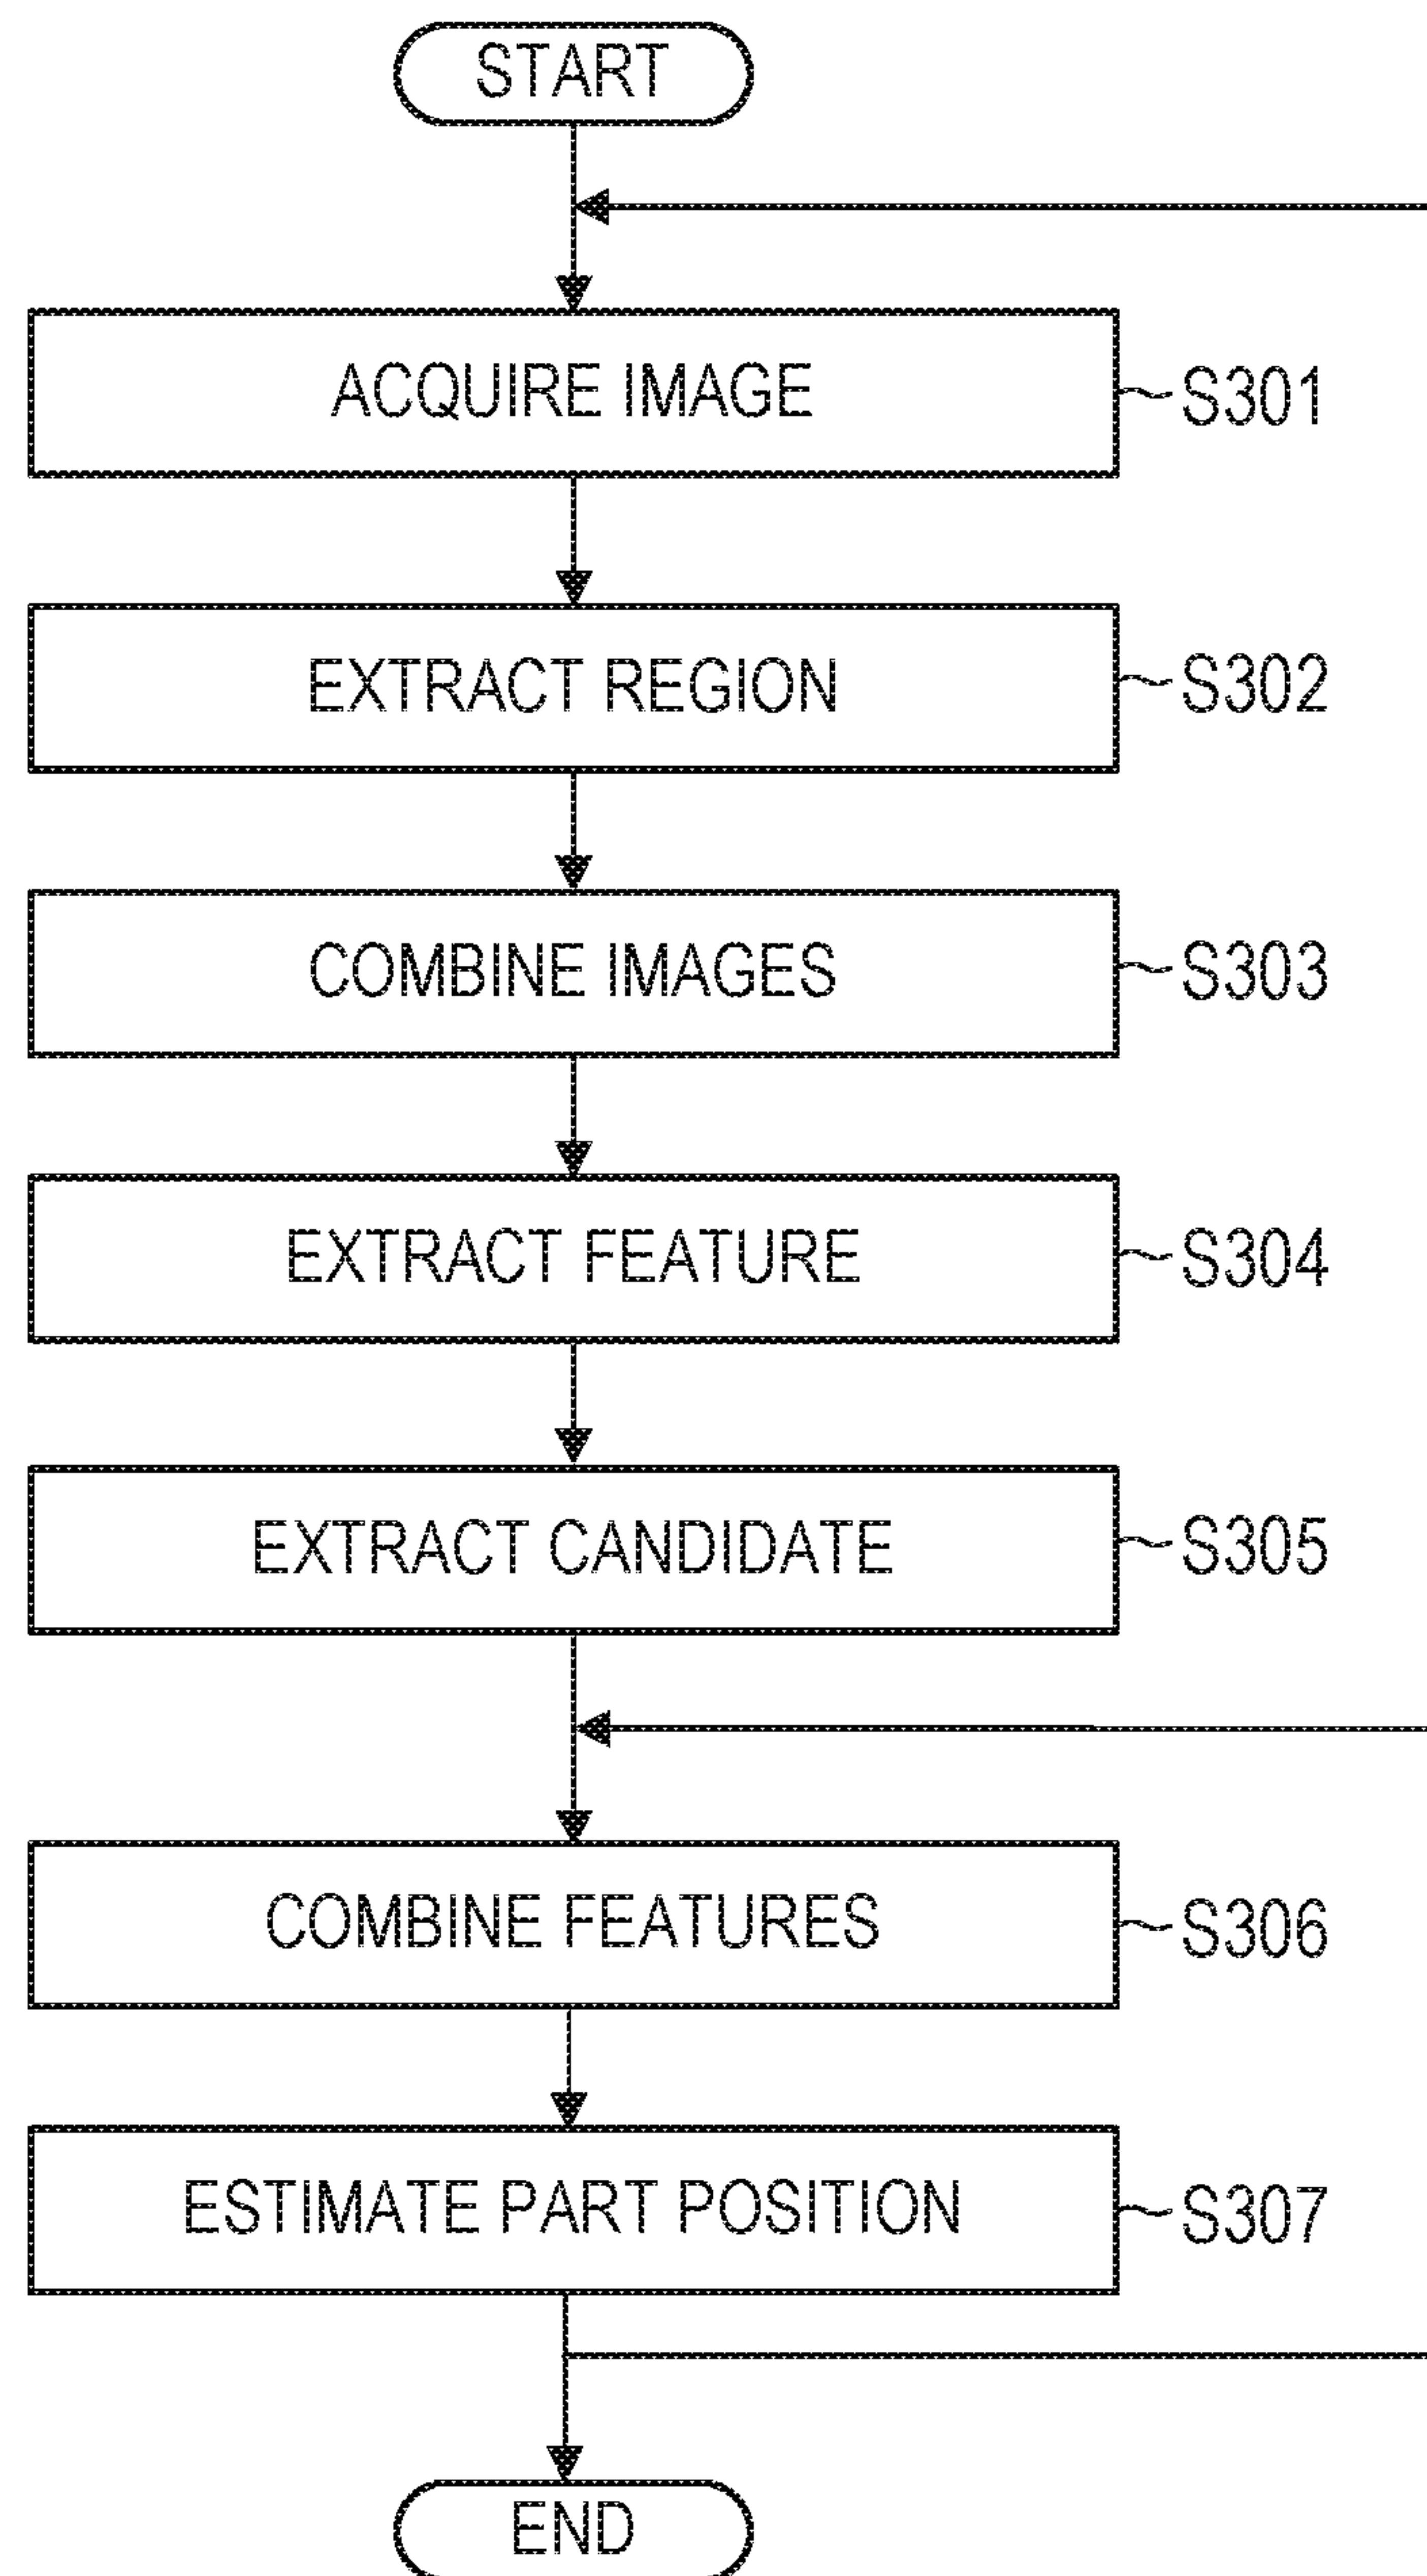 START
ACQUIRE IMAGE
S301
EXTRACT REGION
S302
COMBINE IMAGES
S303
EXTRACT FEATURE
S304
EXTRACT CANDIDATE
S305
COMBINE FEATURES
S306
ESTIMATE PART POSITION
S307
END